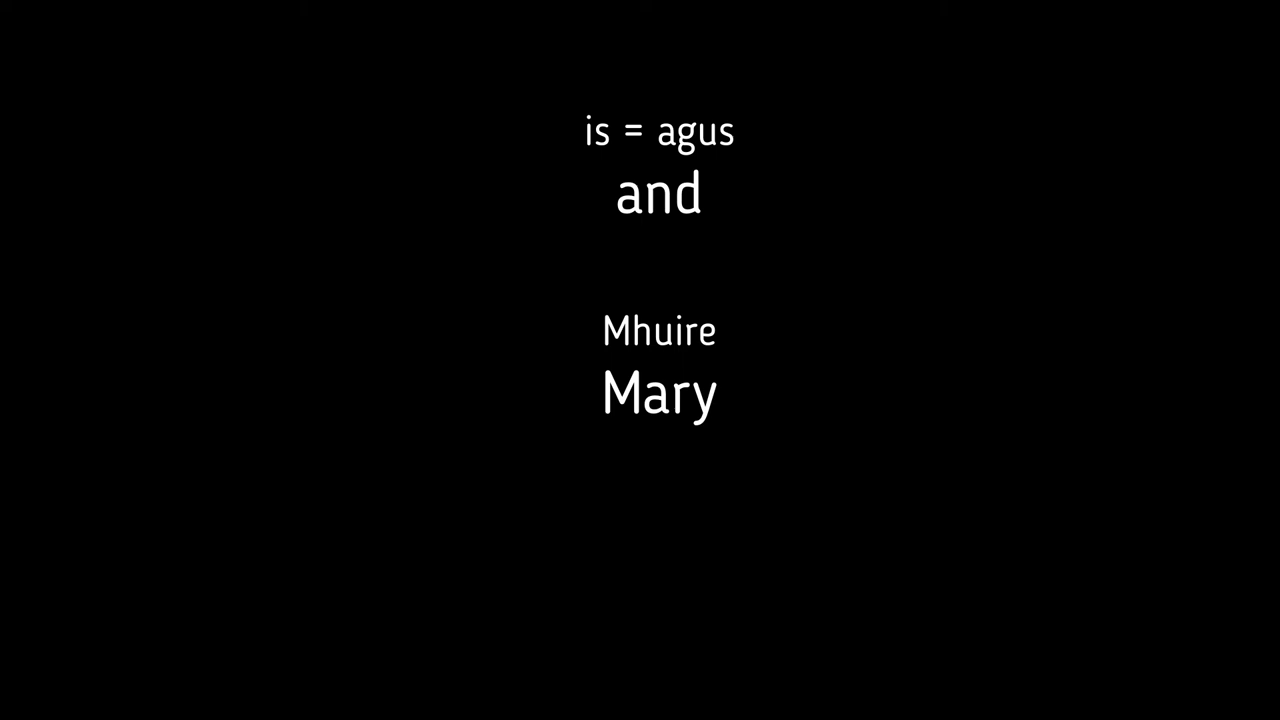 is = agus
and
Mhuire
Mary